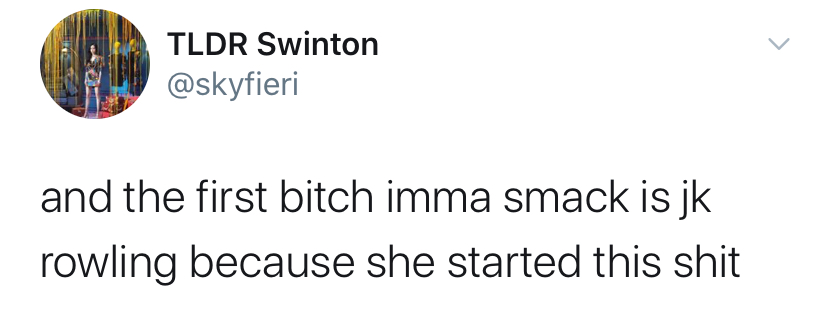 TLDR Swinton
@skyfieri
and the first bitch imma smack is jk
rowling because she started this shit